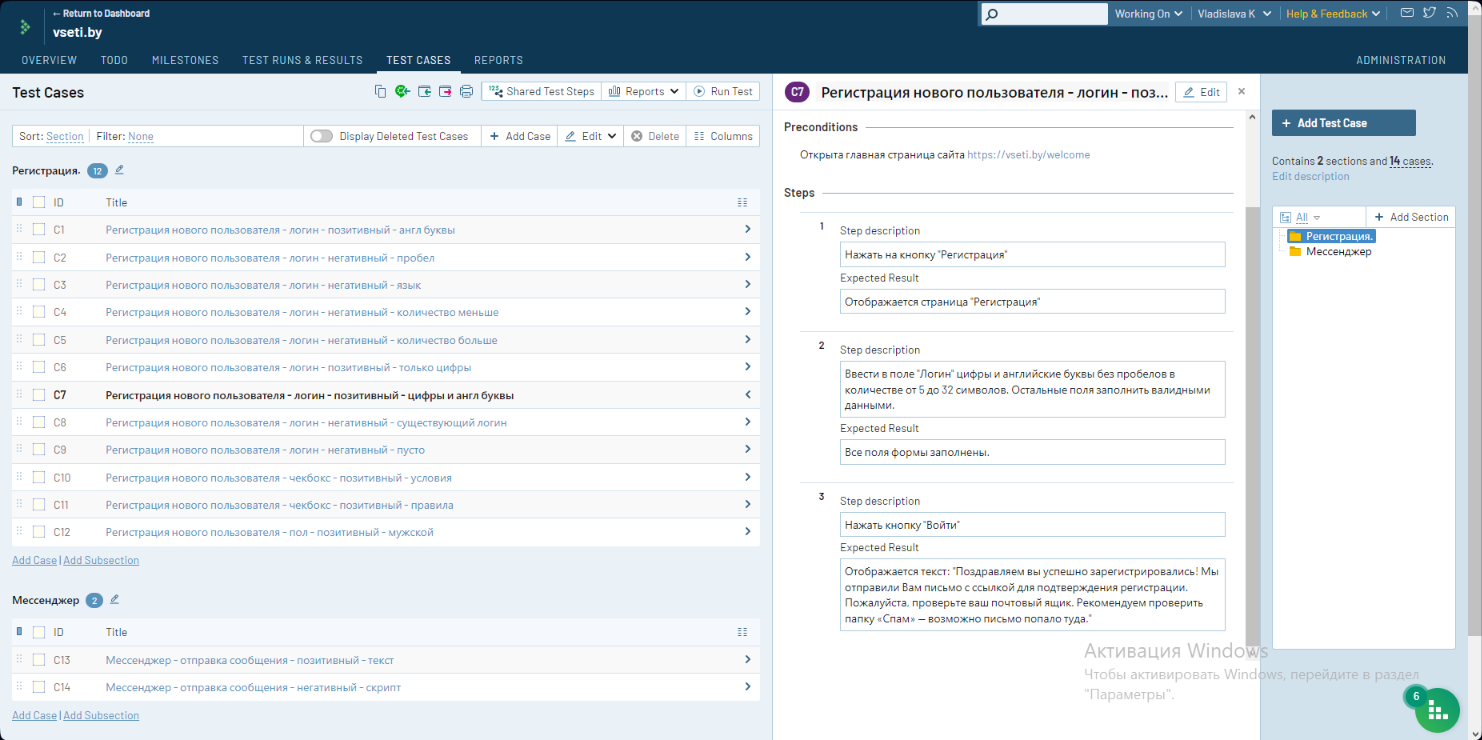 ← Return to Dashboard
vseti.by
Working On
Vladislava K
Help & Feedback
OVERVIEW
TODO
MILESTONES
TEST RUNS & RESULTS
TEST CASES
REPORTS
ADMINISTRATION
Test Cases
Shared Test Steps
Reports
Run Test
Sort: Section
Filter: None
Display Deleted Test Cases
+ Add Case
Edit
Delete
Columns
Регистрация. 12
ID Title
C1 Регистрация нового пользователя - логин - позитивный - англ буквы
C2 Регистрация нового пользователя - логин - негативный - пробел
C3 Регистрация нового пользователя - логин - негативный - язык
C4 Регистрация нового пользователя - логин - негативный - количество меньше
C5 Регистрация нового пользователя - логин - негативный - количество больше
C6 Регистрация нового пользователя - логин - позитивный - только цифры
C7 Регистрация нового пользователя - логин - позитивный - цифры и англ буквы
C8 Регистрация нового пользователя - логин - негативный - существующий логин
C9 Регистрация нового пользователя - логин - негативный - пусто
C10 Регистрация нового пользователя - чекбокс - позитивный - условия
C11 Регистрация нового пользователя - чекбокс - позитивный - правила
C12 Регистрация нового пользователя - пол - позитивный - мужской
Add Case | Add Subsection
Мессенджер 2
ID Title
C13 Мессенджер - отправка сообщения - позитивный - текст
C14 Мессенджер - отправка сообщения - негативный - скрипт
Add Case | Add Subsection
C7 Регистрация нового пользователя - логин - поз...
Edit
×
Preconditions
Открыта главная страница сайта https://vseti.by/welcome
Steps
1 Step description
Нажать на кнопку "Регистрация"
Expected Result
Отображается страница "Регистрация"
2 Step description
Ввести в поле "Логин" цифры и английские буквы без пробелов в
количестве от 5 до 32 символов. Остальные поля заполнить валидными
данными.
Expected Result
Все поля формы заполнены.
3 Step description
Нажать кнопку "Войти"
Expected Result
Отображается текст: "Поздравляем вы успешно зарегистрировались! Мы
отправили Вам письмо с ссылкой для подтверждения регистрации.
Пожалуйста, проверьте ваш почтовый ящик. Рекомендуем проверить
папку «Спам» — возможно письмо попало туда."
+ Add Test Case
Contains 2 sections and 14 cases.
Edit description
All
+ Add Section
Регистрация.
Мессенджер
Активация Windows
Чтобы активировать Windows, перейдите в раздел
"Параметры".
6